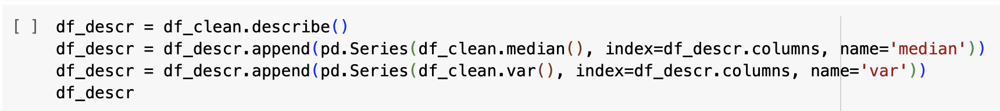 [ ] df_descr = df_clean.describe()
df_descr = df_descr.append(pd.Series(df_clean.median(), index=df_descr.columns, name='median'))
df_descr = df_descr.append(pd.Series(df_clean.var(), index=df_descr.columns, name='var'))
df_descr